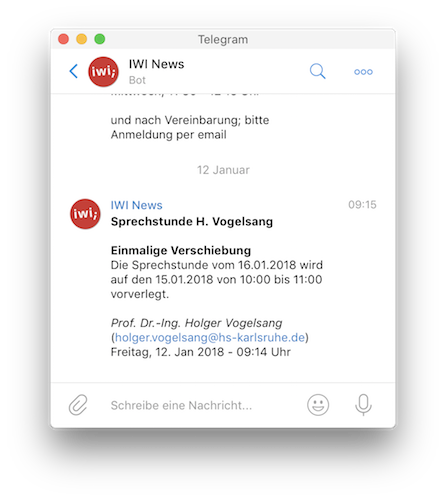 Telegram
iwi;
IWI News
Bot
und nach Vereinbarung; bitte
Anmeldung per email
12 Januar
iwi;
IWI News
09:15
Sprechstunde H. Vogelsang
Einmalige Verschiebung
Die Sprechstunde vom 16.01.2018 wird
auf den 15.01.2018 von 10:00 bis 11:00
vorverlegt.
Prof. Dr.-Ing. Holger Vogelsang
(holger.vogelsang@hs-karlsruhe.de)
Freitag, 12. Jan 2018 - 09:14 Uhr
Schreibe eine Nachricht...